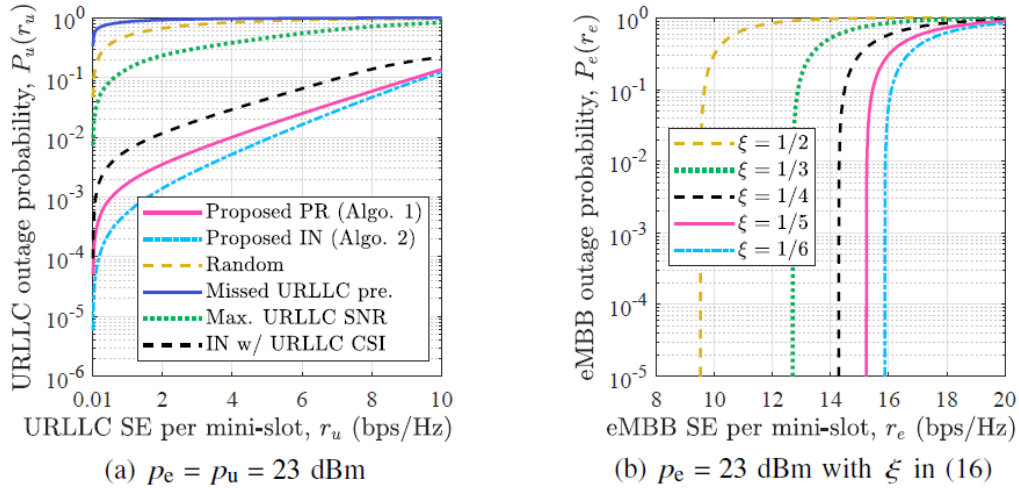 URLLC outage probability, P_u(r_u)
10^0
10^-1
10^-2
10^-3
10^-4
10^-5
10^-6
Proposed PR (Algo. 1)
Proposed IN (Algo. 2)
Random
Missed URLLC pre.
Max. URLLC SNR
IN w/ URLLC CSI
0.01 2 4 6 8 10
URLLC SE per mini-slot, r_u (bps/Hz)
(a) p_e = p_u = 23 dBm
eMBB outage probability, P_e(r_e)
10^0
10^-1
10^-2
10^-3
10^-4
10^-5
ξ = 1/2
ξ = 1/3
ξ = 1/4
ξ = 1/5
ξ = 1/6
8 10 12 14 16 18 20
eMBB SE per mini-slot, r_e (bps/Hz)
(b) p_e = 23 dBm with ξ in (16)